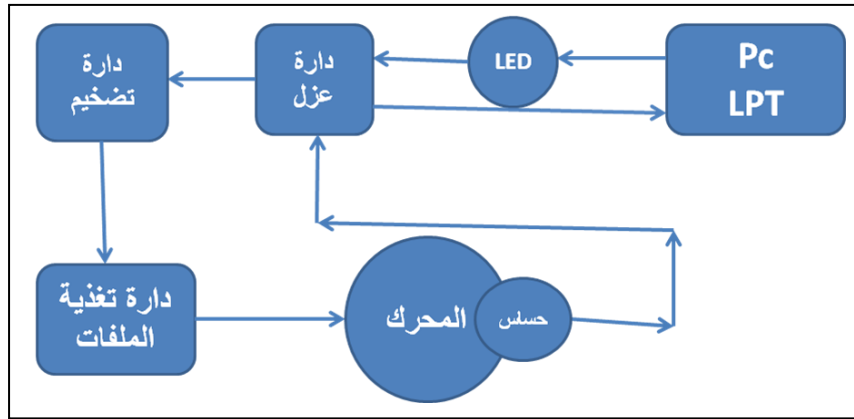 Pc
LPT
LED
دارة
عزل
دارة
تضخيم
دارة تغذية
الملفات
المحرك
حساس